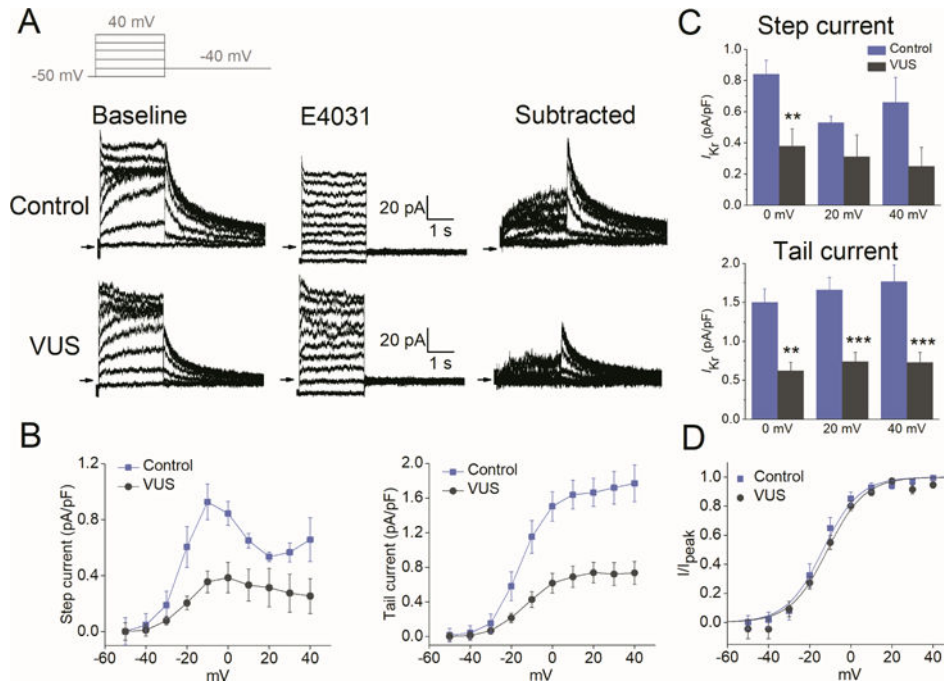 A
40 mV
-40 mV
-50 mV
Baseline
E4031
Subtracted
Control
20 pA
1 s
VUS
20 pA
1 s
B
1.2
0.8
0.4
0.0
Step current (pA/pF)
Control
VUS
-60 -40 -20 0 20 40
mV
2.0
1.6
1.2
0.8
0.4
0.0
Tail current (pA/pF)
Control
VUS
-60 -40 -20 0 20 40
mV
C
Step current
1.0
0.8
0.6
0.4
0.2
0.0
IKr (pA/pF)
Control
VUS
**
0 mV 20 mV 40 mV
Tail current
2.0
1.5
1.0
0.5
0.0
IKr (pA/pF)
** *** ***
0 mV 20 mV 40 mV
D
1.0
0.8
0.6
0.4
0.2
0.0
I/Ipeak
Control
VUS
-60 -40 -20 0 20 40
mV